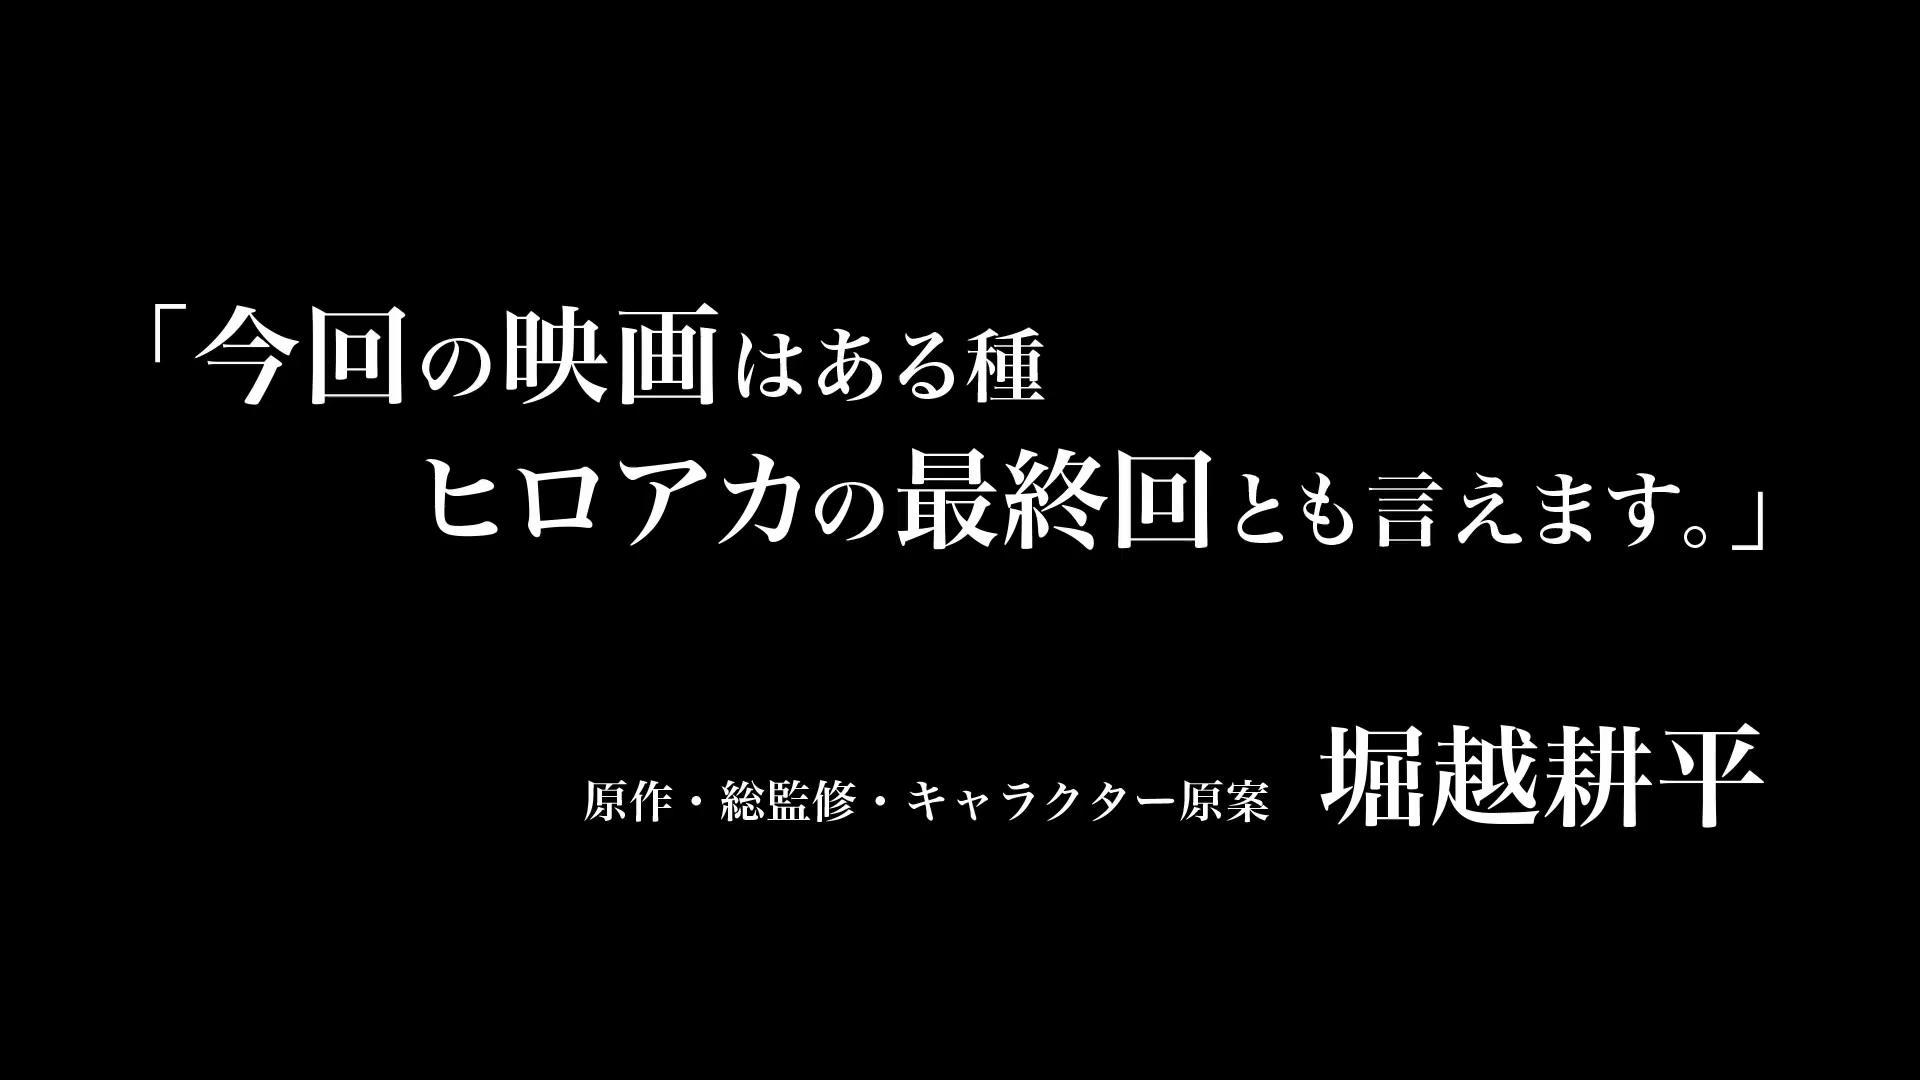 「今回の映画はある種
ヒロアカの最終回とも言えます。」
原作・総監修・キャラクター原案 堀越耕平